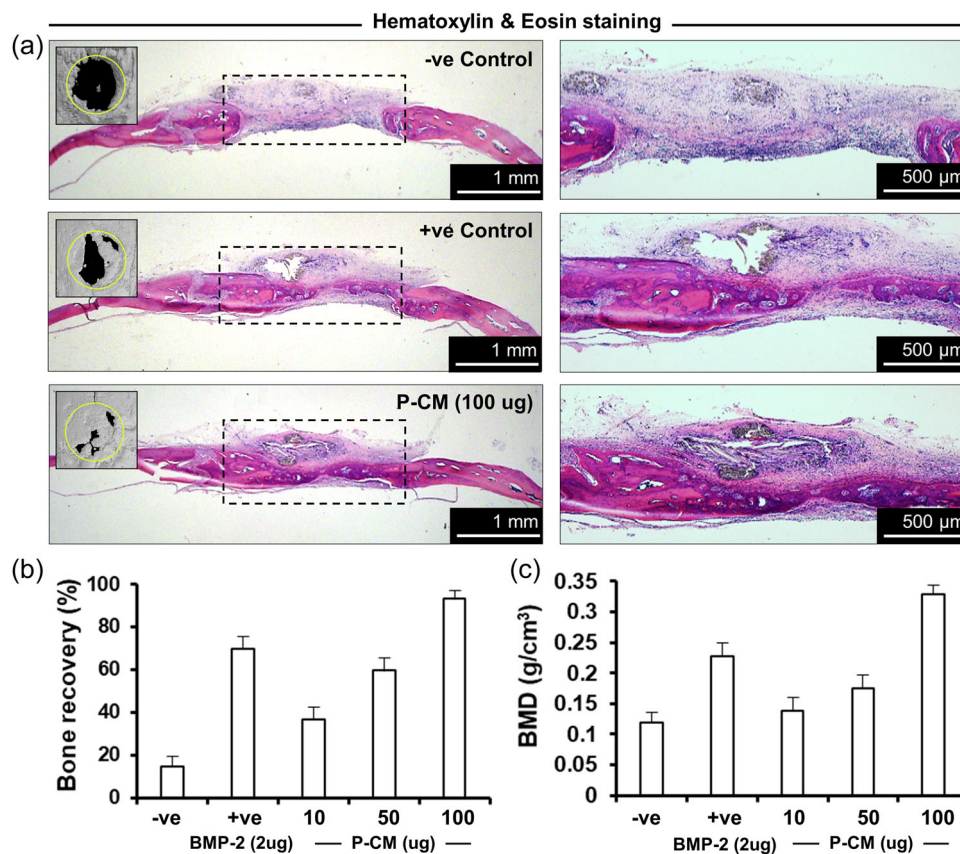 Hematoxylin & Eosin staining
(a)
-ve Control
1 mm
500 µm
+ve Control
1 mm
500 µm
P-CM (100 ug)
1 mm
500 µm
(b)
Bone recovery (%)
100
80
60
40
20
0
-ve +ve 10 50 100
BMP-2 (2ug) P-CM (ug)
(c)
BMD (g/cm³)
0.35
0.3
0.25
0.2
0.15
0.1
0.05
0
-ve +ve 10 50 100
BMP-2 (2ug) P-CM (ug)